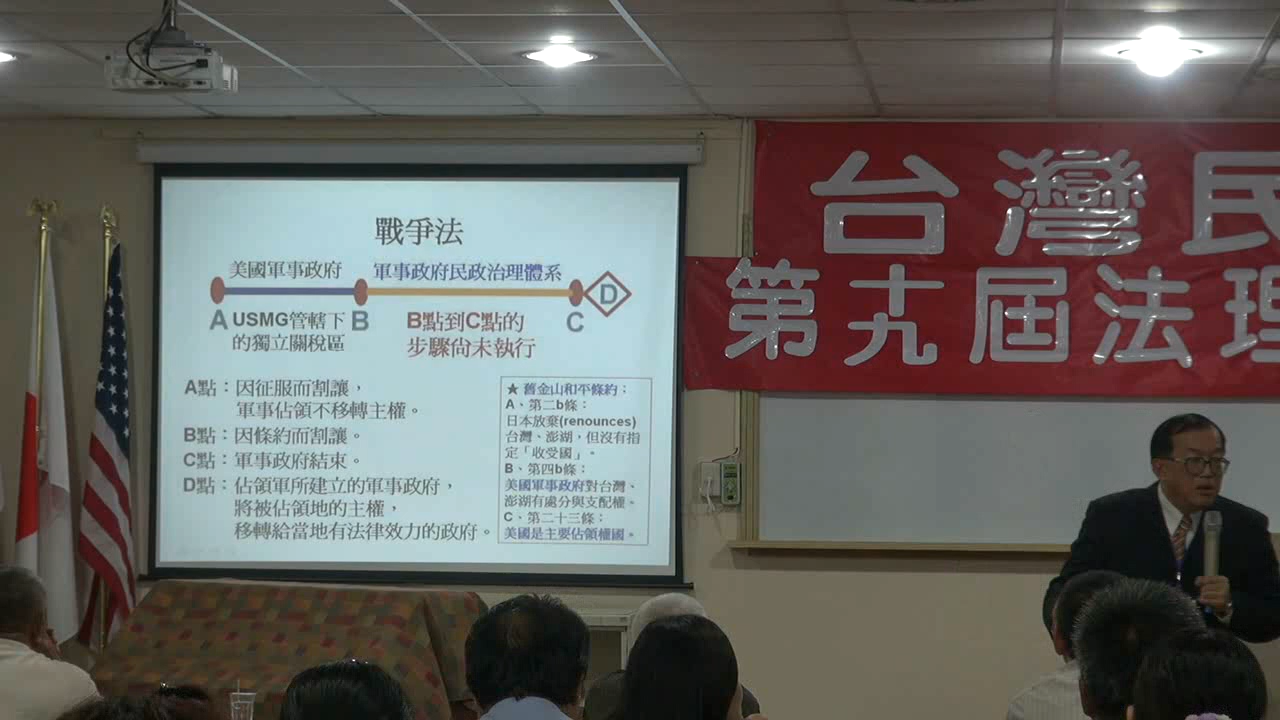 戰爭法
美國軍事政府 軍事政府民政治理體系
D
A USMG管轄下 B B點到C點的 C
的獨立關稅區 步驟尚未執行
A點：因征服而割讓，
軍事佔領不移轉主權。
B點：因條約而割讓。
C點：軍事政府結束。
D點：佔領軍所建立的軍事政府，
將被佔領地的主權，
移轉給當地有法律效力的政府。
★ 舊金山和平條約：
A、第二b條：
日本放棄(renounces)
台灣、澎湖，但沒有指
定「收受國」。
B、第四b條：
美國軍事政府對台灣、
澎湖有處分與支配權。
C、第二十三條：
美國是主要佔領權國。
台灣民
第十九屆法理